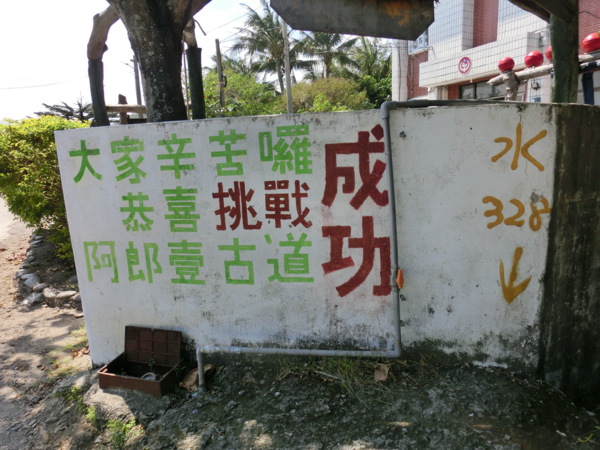 大家辛苦囉
恭喜挑戰成功
阿郎壹古道
水
328
↓